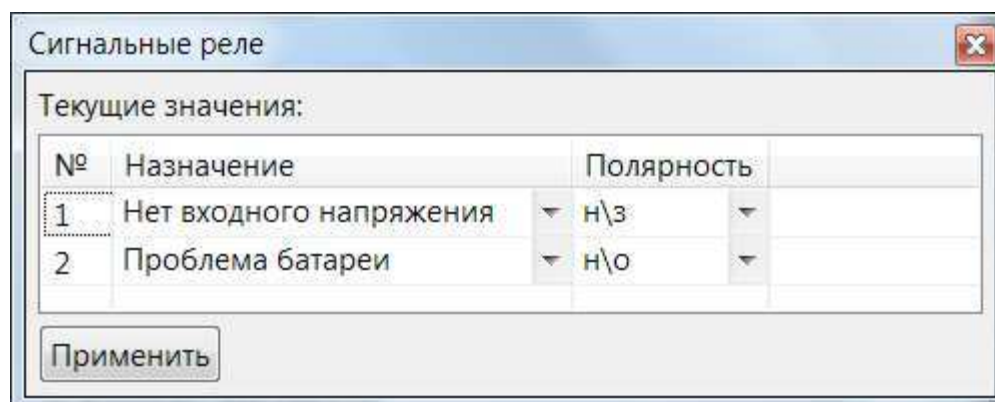 Сигнальные реле
Текущие значения:
№ Назначение Полярность
1 Нет входного напряжения н\з
2 Проблема батареи н\о
Применить